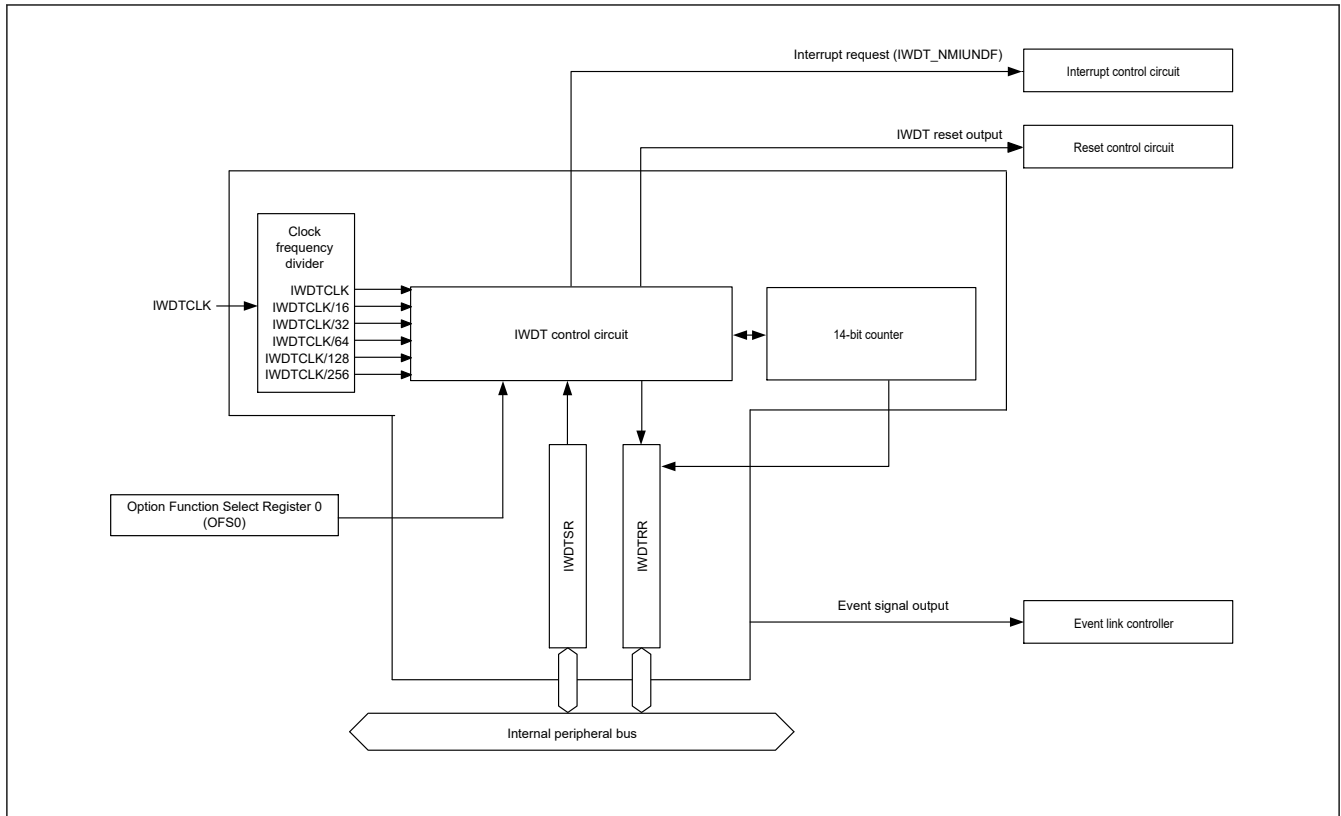 Interrupt request (IWDT_NMIUNDF)
Interrupt control circuit
IWDT reset output
Reset control circuit
Clock
frequency
divider
IWDTCLK
IWDTCLK
IWDTCLK/16
IWDTCLK/32
IWDTCLK/64
IWDTCLK/128
IWDTCLK/256
IWDT control circuit
14-bit counter
Option Function Select Register 0
(OFS0)
IWDTSR
IWDTRR
Event signal output
Event link controller
Internal peripheral bus